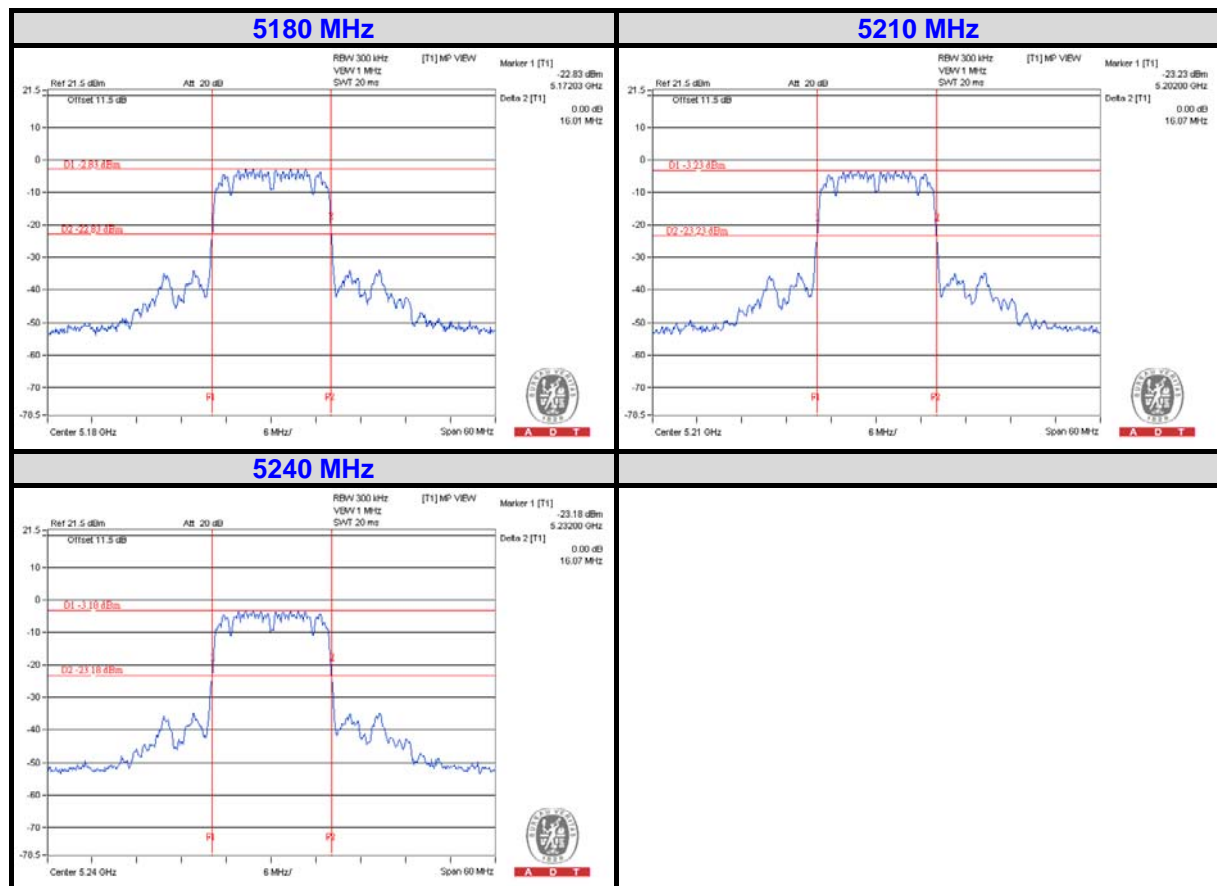 5180 MHz
5210 MHz
RBW 300 kHz [T1] MP VIEW
VBW 1 MHz
Ref 21.5 dBm Att 20 dB SWT 20 ms
Marker 1 [T1]
-22.83 dBm
5.17203 GHz
Delta 2 [T1]
0.00 dB
16.01 MHz
21.5
Offset 11.5 dB
10
0
D1 -2.83 dBm
-10
-20
D2 -22.83 dBm
-30
-40
-50
-60
-70
-78.5
Center 5.18 GHz 6 MHz/ Span 60 MHz
BUREAU VERITAS
1828
A D T
RBW 300 kHz [T1] MP VIEW
VBW 1 MHz
Ref 21.5 dBm Att 20 dB SWT 20 ms
Marker 1 [T1]
-23.23 dBm
5.20200 GHz
Delta 2 [T1]
0.00 dB
16.07 MHz
21.5
Offset 11.5 dB
10
0
D1 -3.23 dBm
-10
-20
D2 -23.23 dBm
-30
-40
-50
-60
-70
-78.5
Center 5.21 GHz 6 MHz/ Span 60 MHz
BUREAU VERITAS
1828
A D T
5240 MHz
RBW 300 kHz [T1] MP VIEW
VBW 1 MHz
Ref 21.5 dBm Att 20 dB SWT 20 ms
Marker 1 [T1]
-23.18 dBm
5.23200 GHz
Delta 2 [T1]
0.00 dB
16.07 MHz
21.5
Offset 11.5 dB
10
0
D1 -3.18 dBm
-10
-20
D2 -23.18 dBm
-30
-40
-50
-60
-70
-78.5
Center 5.24 GHz 6 MHz/ Span 60 MHz
BUREAU VERITAS
1828
A D T